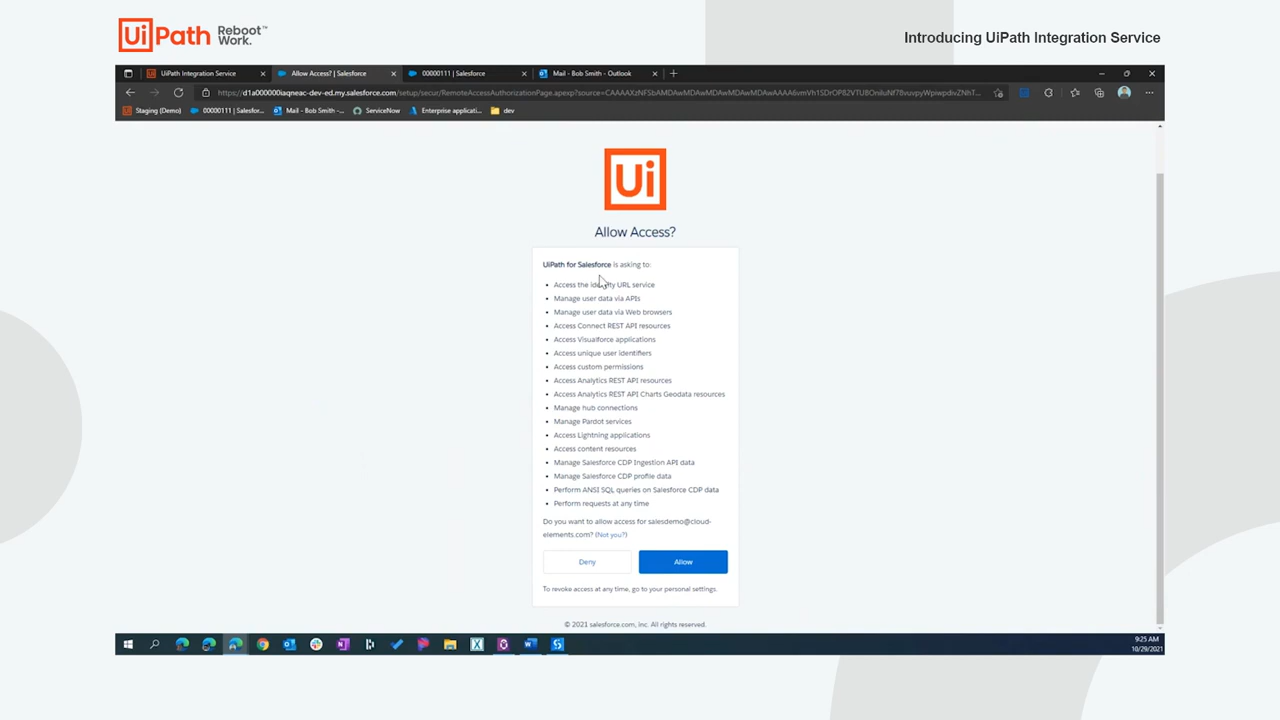 UiPath Reboot Work.™
Introducing UiPath Integration Service
UiPath Integration Service
Allow Access? | Salesforce
00000111 | Salesforce
Mail - Bob Smith - Outlook
Staging (Demo)
00000111 | Salesfor...
Mail - Bob Smith -...
ServiceNow
Enterprise applicati...
dev
Ui
Allow Access?
UiPath for Salesforce is asking to:
• Access the identity URL service
• Manage user data via APIs
• Manage user data via Web browsers
• Access Connect REST API resources
• Access Visualforce applications
• Access unique user identifiers
• Access custom permissions
• Access Analytics REST API resources
• Access Analytics REST API Charts Geodata resources
• Manage hub connections
• Manage Pardot services
• Access Lightning applications
• Access content resources
• Manage Salesforce CDP Ingestion API data
• Manage Salesforce CDP profile data
• Perform ANSI SQL queries on Salesforce CDP data
• Perform requests at any time
Do you want to allow access for salesdemo@cloud-
elements.com? (Not you?)
Deny
Allow
To revoke access at any time, go to your personal settings.
© 2021 salesforce.com, inc. All rights reserved.
9:25 AM
10/29/2021